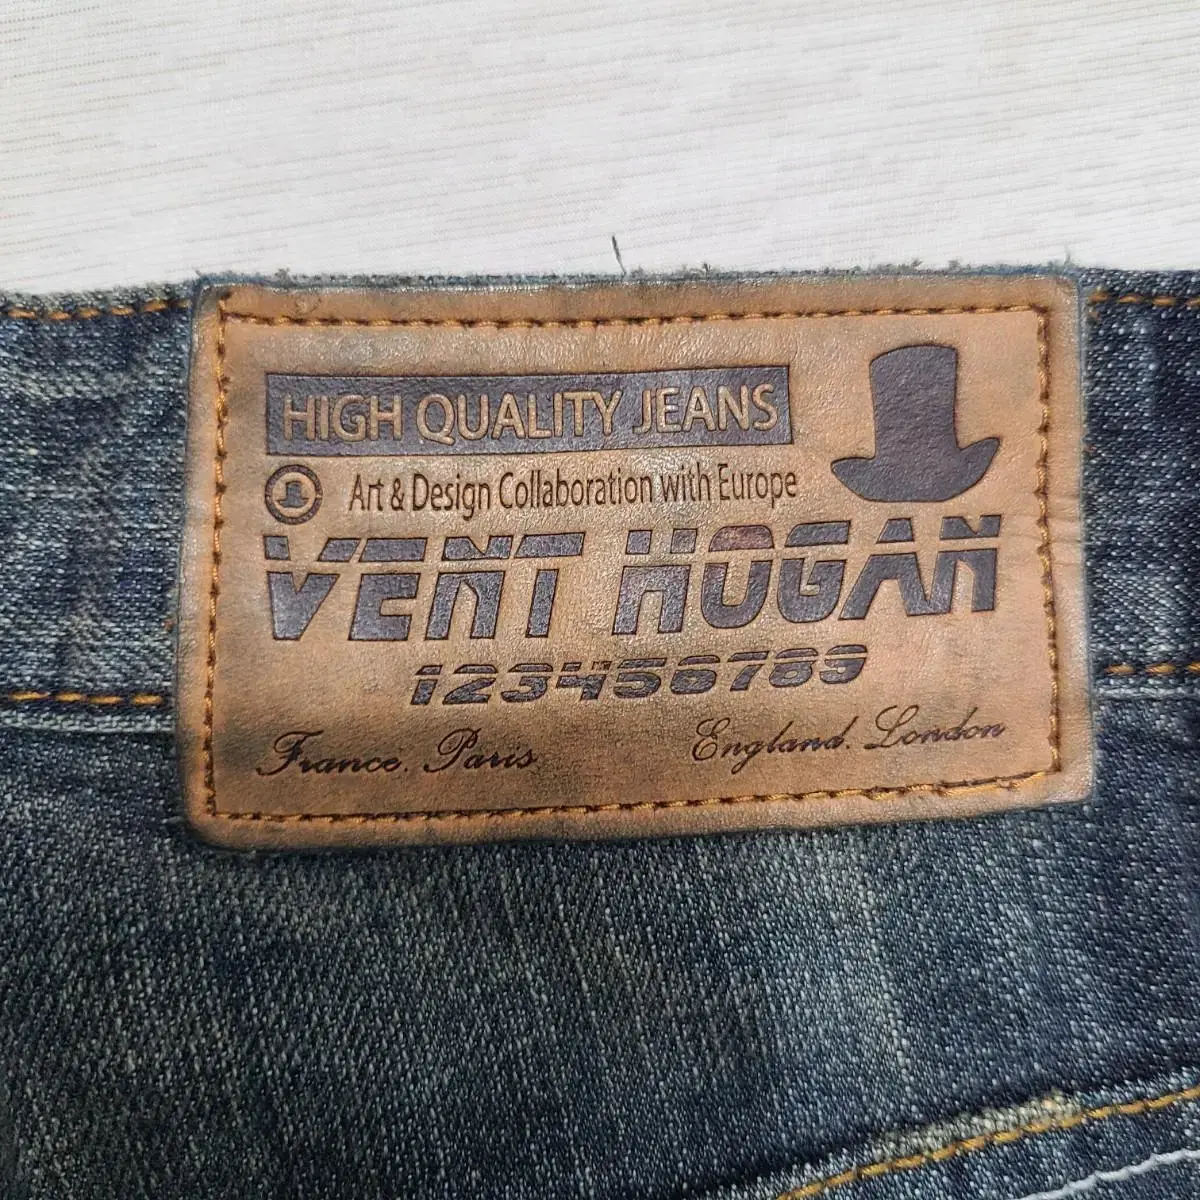 HIGH QUALITY JEANS
Art & Design Collaboration with Europe
VENT HOGAN
123456789
France. Paris England. London